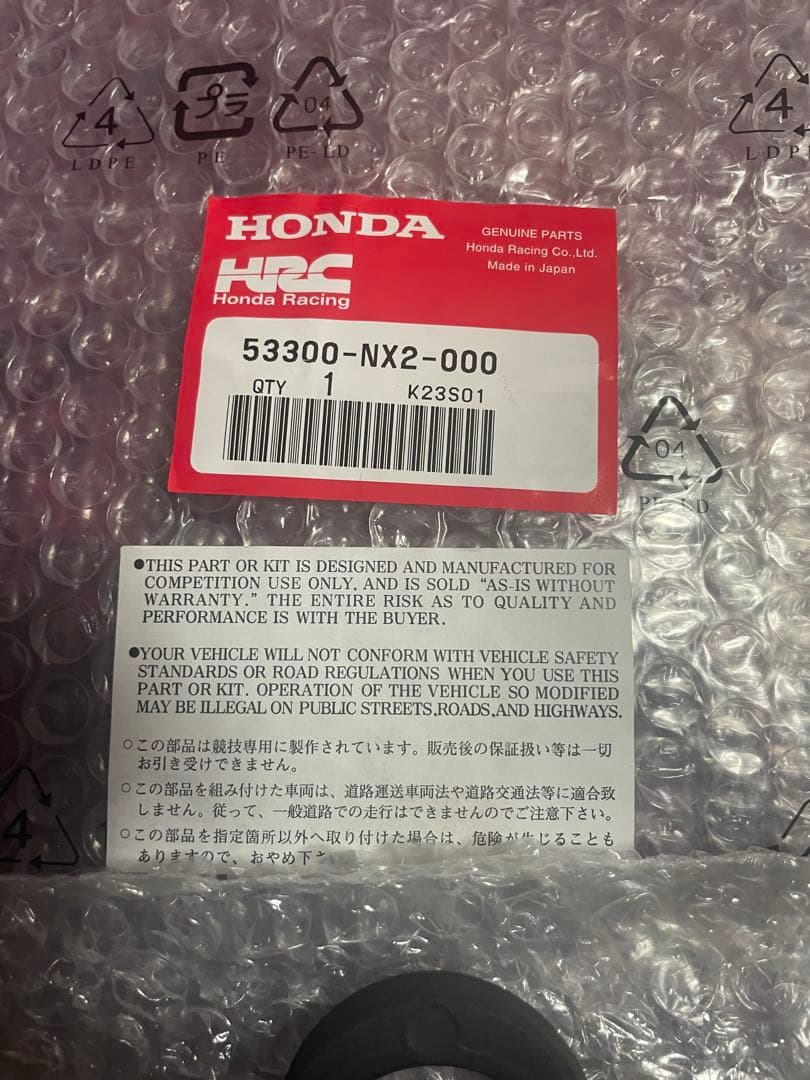 4
LDPE
プラ
PE
04
PE-LD
4
LDPE
HONDA
GENUINE PARTS
Honda Racing Co.,Ltd.
Made in Japan
HRC
Honda Racing
53300-NX2-000
QTY 1 K23S01
04
PE-LD
●THIS PART OR KIT IS DESIGNED AND MANUFACTURED FOR
COMPETITION USE ONLY, AND IS SOLD “AS-IS WITHOUT
WARRANTY.” THE ENTIRE RISK AS TO QUALITY AND
PERFORMANCE IS WITH THE BUYER.
●YOUR VEHICLE WILL NOT CONFORM WITH VEHICLE SAFETY
STANDARDS OR ROAD REGULATIONS WHEN YOU USE THIS
PART OR KIT. OPERATION OF THE VEHICLE SO MODIFIED
MAY BE ILLEGAL ON PUBLIC STREETS,ROADS,AND HIGHWAYS.
○この部品は競技専用に製作されています。販売後の保証扱い等は一切
お引き受けできません。
○この部品を組み付けた車両は、道路運送車両法や道路交通法等に適合致
しません。従って、一般道路での走行はできませんのでご注意下さい。
○この部品を指定箇所以外へ取り付けた場合は、危険が生じることも
ありますので、おやめ下さ
4